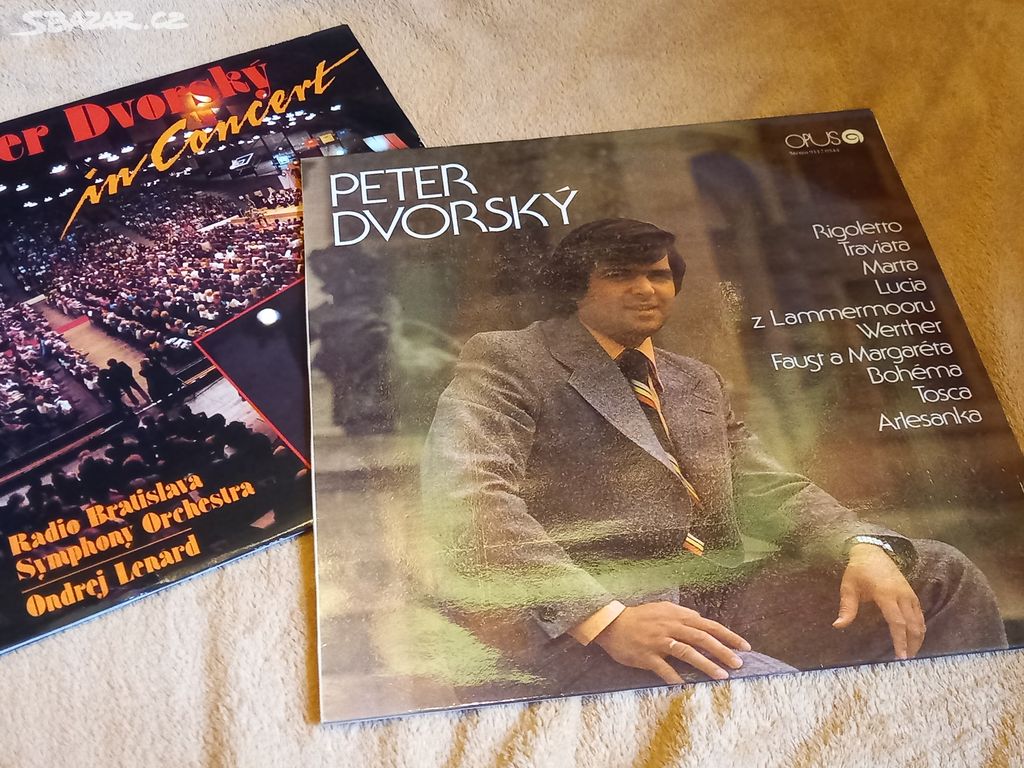 SBAZAR.CZ
er Dvorský
in Concert
Radio Bratislava
Symphony Orchestra
Ondrej Lenard
PETER
DVORSKÝ
OPUS
Rigoletto
Traviata
Marta
Lucia
z Lammermooru
Werther
Faust a Margaréta
Bohéma
Tosca
Arlesanka